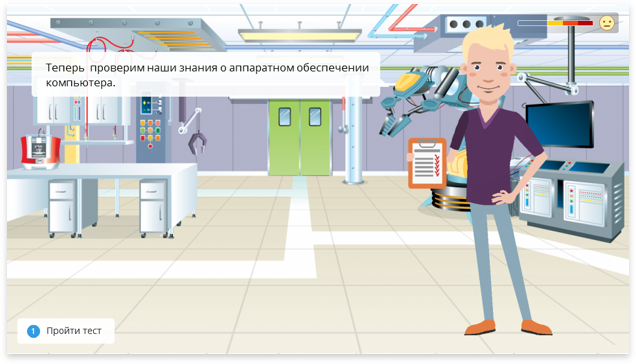 Теперь проверим наши знания о аппаратном обеспечении
компьютера.
1 Пройти тест